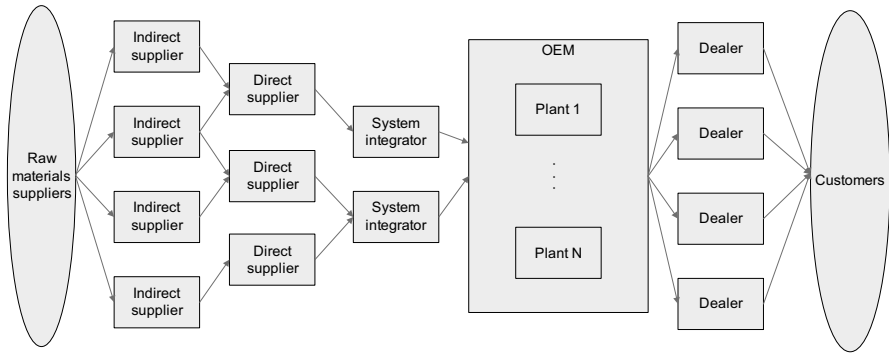 Raw
materials
suppliers
Indirect
supplier
Indirect
supplier
Indirect
supplier
Indirect
supplier
Direct
supplier
Direct
supplier
Direct
supplier
System
integrator
System
integrator
OEM
Plant 1
.
.
.
Plant N
Dealer
Dealer
Dealer
Dealer
Customers